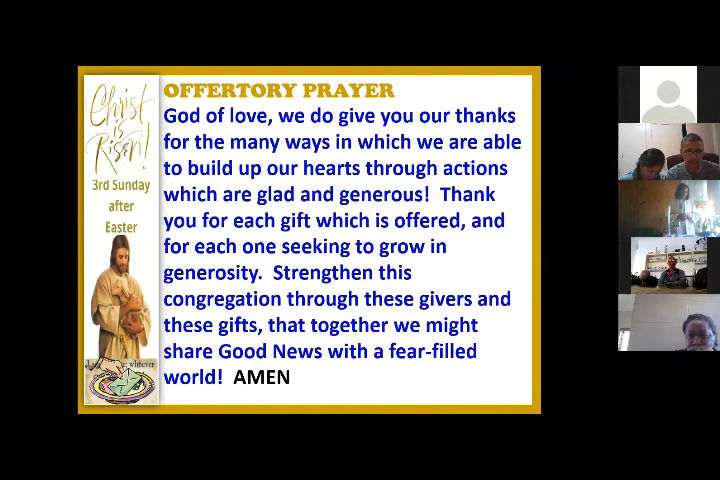 Christ
is
Risen!
3rd Sunday
after
Easter
whoever
OFFERTORY PRAYER
God of love, we do give you our thanks
for the many ways in which we are able
to build up our hearts through actions
which are glad and generous!  Thank
you for each gift which is offered, and
for each one seeking to grow in
generosity.  Strengthen this
congregation through these givers and
these gifts, that together we might
share Good News with a fear-filled
world!  AMEN